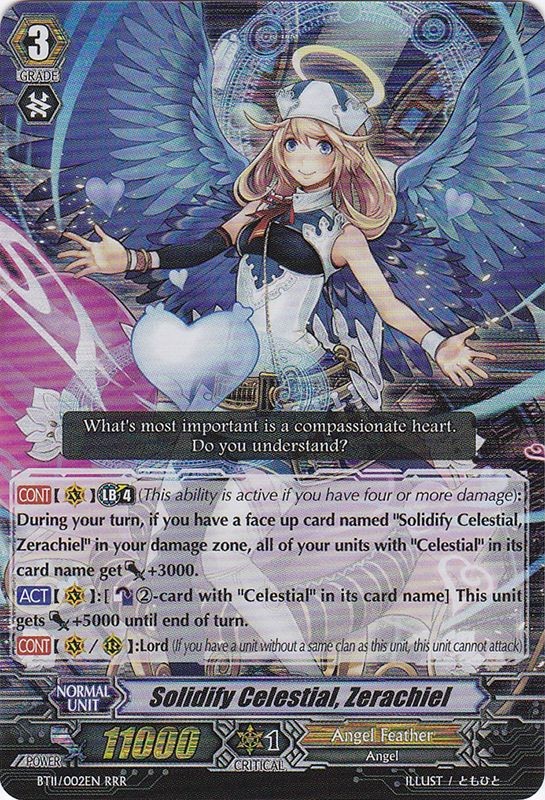 3
GRADE
What's most important is a compassionate heart.
Do you understand?
CONT【 】LB4(This ability is active if you have four or more damage):
During your turn, if you have a face up card named "Solidify Celestial,
Zerachiel" in your damage zone, all of your units with "Celestial" in its
card name get +3000.
ACT【 】:[ ②-card with "Celestial" in its card name] This unit
gets +5000 until end of turn.
CONT【 / 】:Lord (If you have a unit without a same clan as this unit, this unit cannot attack)
NORMAL
UNIT
Solidify Celestial, Zerachiel
POWER
11000
1
CRITICAL
Angel Feather
Angel
BT11/002EN RRR
ILLUST / ともひと